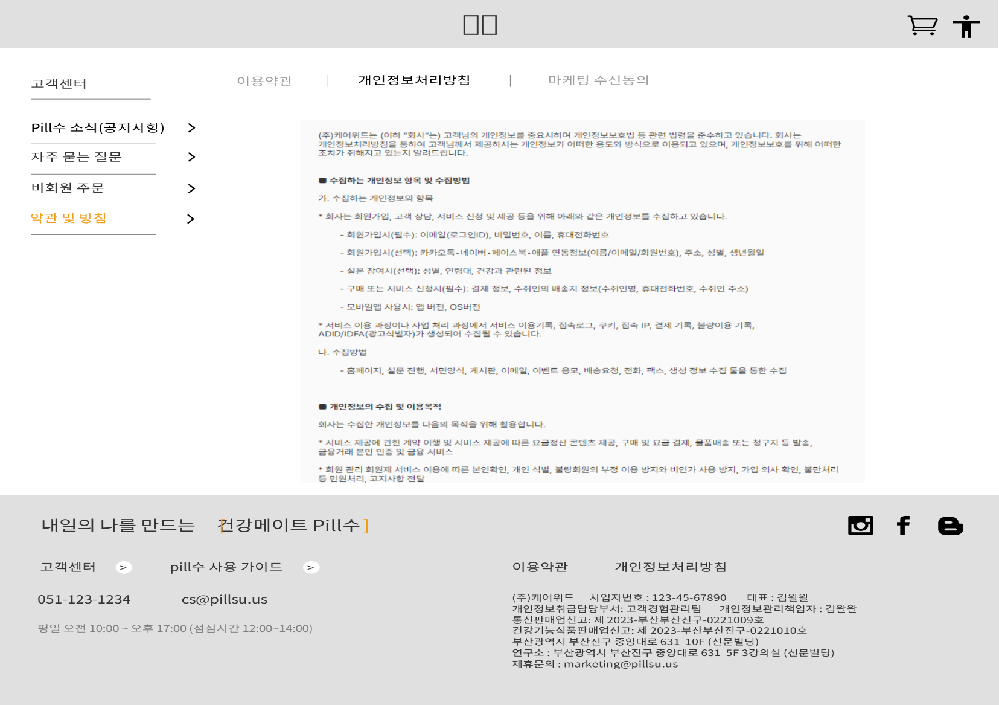 고객센터
Pill수 소식(공지사항)
자주 묻는 질문
비회원 주문
약관 및 방침
이용약관 | 개인정보처리방침 | 마케팅 수신동의
(주)케어위드는 (이하 "회사"는) 고객님의 개인정보를 중요시하며 개인정보보호법 등 관련 법령을 준수하고 있습니다. 회사는
개인정보처리방침을 통하여 고객님께서 제공하시는 개인정보가 어떠한 용도와 방식으로 이용되고 있으며, 개인정보보호를 위해 어떠한
조치가 취해지고 있는지 알려드립니다.
■ 수집하는 개인정보 항목 및 수집방법
가. 수집하는 개인정보의 항목
* 회사는 회원가입, 고객 상담, 서비스 신청 및 제공 등을 위해 아래와 같은 개인정보를 수집하고 있습니다.
- 회원가입시(필수): 이메일(로그인ID), 비밀번호, 이름, 휴대전화번호
- 회원가입시(선택): 카카오톡·네이버·페이스북·애플 연동정보(이름/이메일/회원번호), 주소, 성별, 생년월일
- 설문 참여시(선택): 성별, 연령대, 건강과 관련된 정보
- 구매 또는 서비스 신청시(필수): 결제 정보, 수취인의 배송지 정보(수취인명, 휴대전화번호, 수취인 주소)
- 모바일앱 사용시: 앱 버전, OS버전
* 서비스 이용 과정이나 사업 처리 과정에서 서비스 이용기록, 접속로그, 쿠키, 접속 IP, 결제 기록, 불량이용 기록,
ADID/IDFA(광고식별자)가 생성되어 수집될 수 있습니다.
나. 수집방법
- 홈페이지, 설문 진행, 서면양식, 게시판, 이메일, 이벤트 응모, 배송요청, 전화, 팩스, 생성 정보 수집 툴을 통한 수집
■ 개인정보의 수집 및 이용목적
회사는 수집한 개인정보를 다음의 목적을 위해 활용합니다.
* 서비스 제공에 관한 계약 이행 및 서비스 제공에 따른 요금정산 콘텐츠 제공, 구매 및 요금 결제, 물품배송 또는 청구지 등 발송,
금융거래 본인 인증 및 금융 서비스
* 회원 관리 회원제 서비스 이용에 따른 본인확인, 개인 식별, 불량회원의 부정 이용 방지와 비인가 사용 방지, 가입 의사 확인, 불만처리
등 민원처리, 고지사항 전달
내일의 나를 만드는 [건강메이트 Pill수]
고객센터 > pill수 사용 가이드 >
051-123-1234 cs@pillsu.us
평일 오전 10:00 ~ 오후 17:00 (점심시간 12:00~14:00)
이용약관 개인정보처리방침
(주)케어위드 사업자번호 : 123-45-67890 대표 : 김왈왈
개인정보취급담당부서: 고객경험관리팀 개인정보관리책임자 : 김왈왈
통신판매업신고: 제 2023-부산부산진구-0221009호
건강기능식품판매업신고: 제 2023-부산부산진구-0221010호
부산광역시 부산진구 중앙대로 631 10F (선문빌딩)
연구소 : 부산광역시 부산진구 중앙대로 631 5F 3강의실 (선문빌딩)
제휴문의 : marketing@pillsu.us